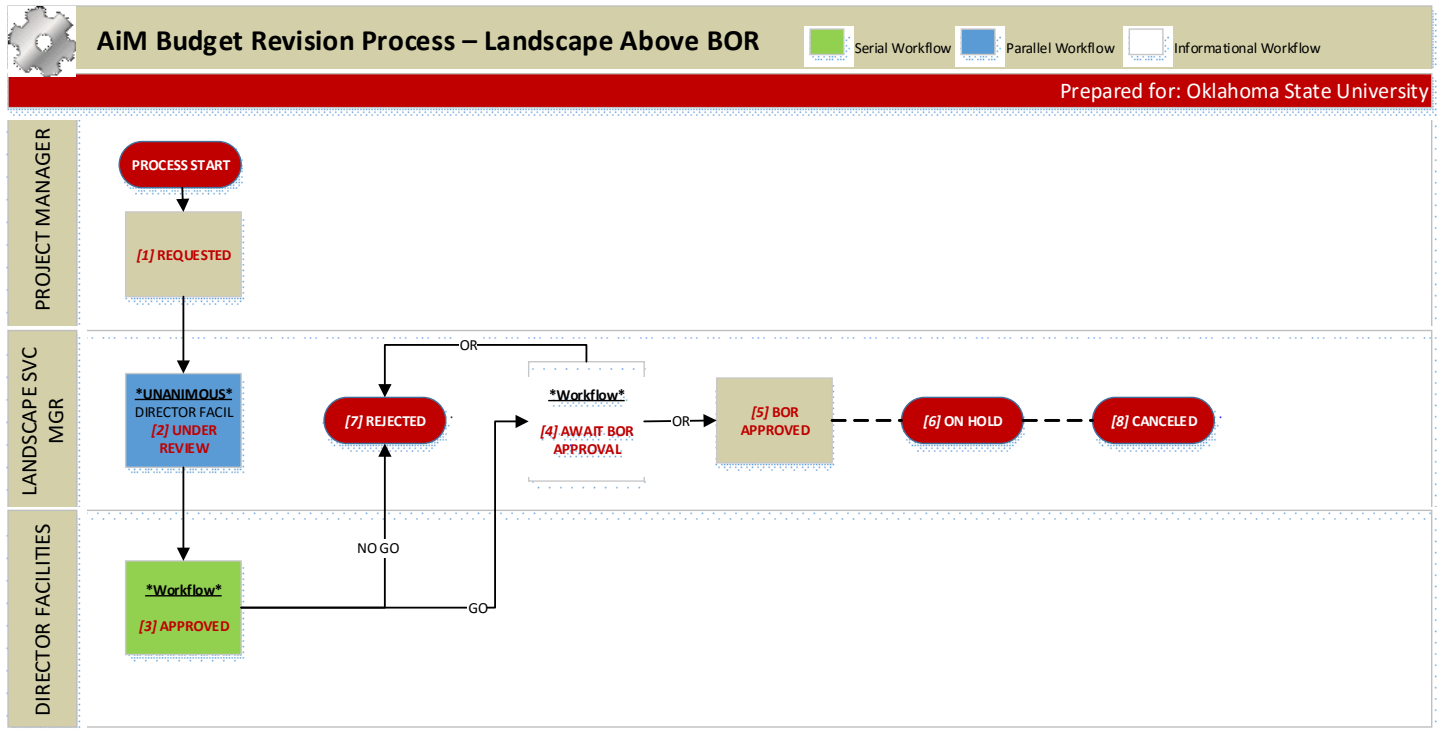 AiM Budget Revision Process – Landscape Above BOR
Serial Workflow
Parallel Workflow
Informational Workflow
Prepared for: Oklahoma State University
PROJECT MANAGER
PROCESS START
[1] REQUESTED
LANDSCAPE SVC
MGR
*UNANIMOUS*
DIRECTOR FACIL
[2] UNDER
REVIEW
OR
[7] REJECTED
*Workflow*
[4] AWAIT BOR
APPROVAL
OR
[5] BOR
APPROVED
[6] ON HOLD
[8] CANCELED
DIRECTOR FACILITIES
NO GO
*Workflow*
[3] APPROVED
GO